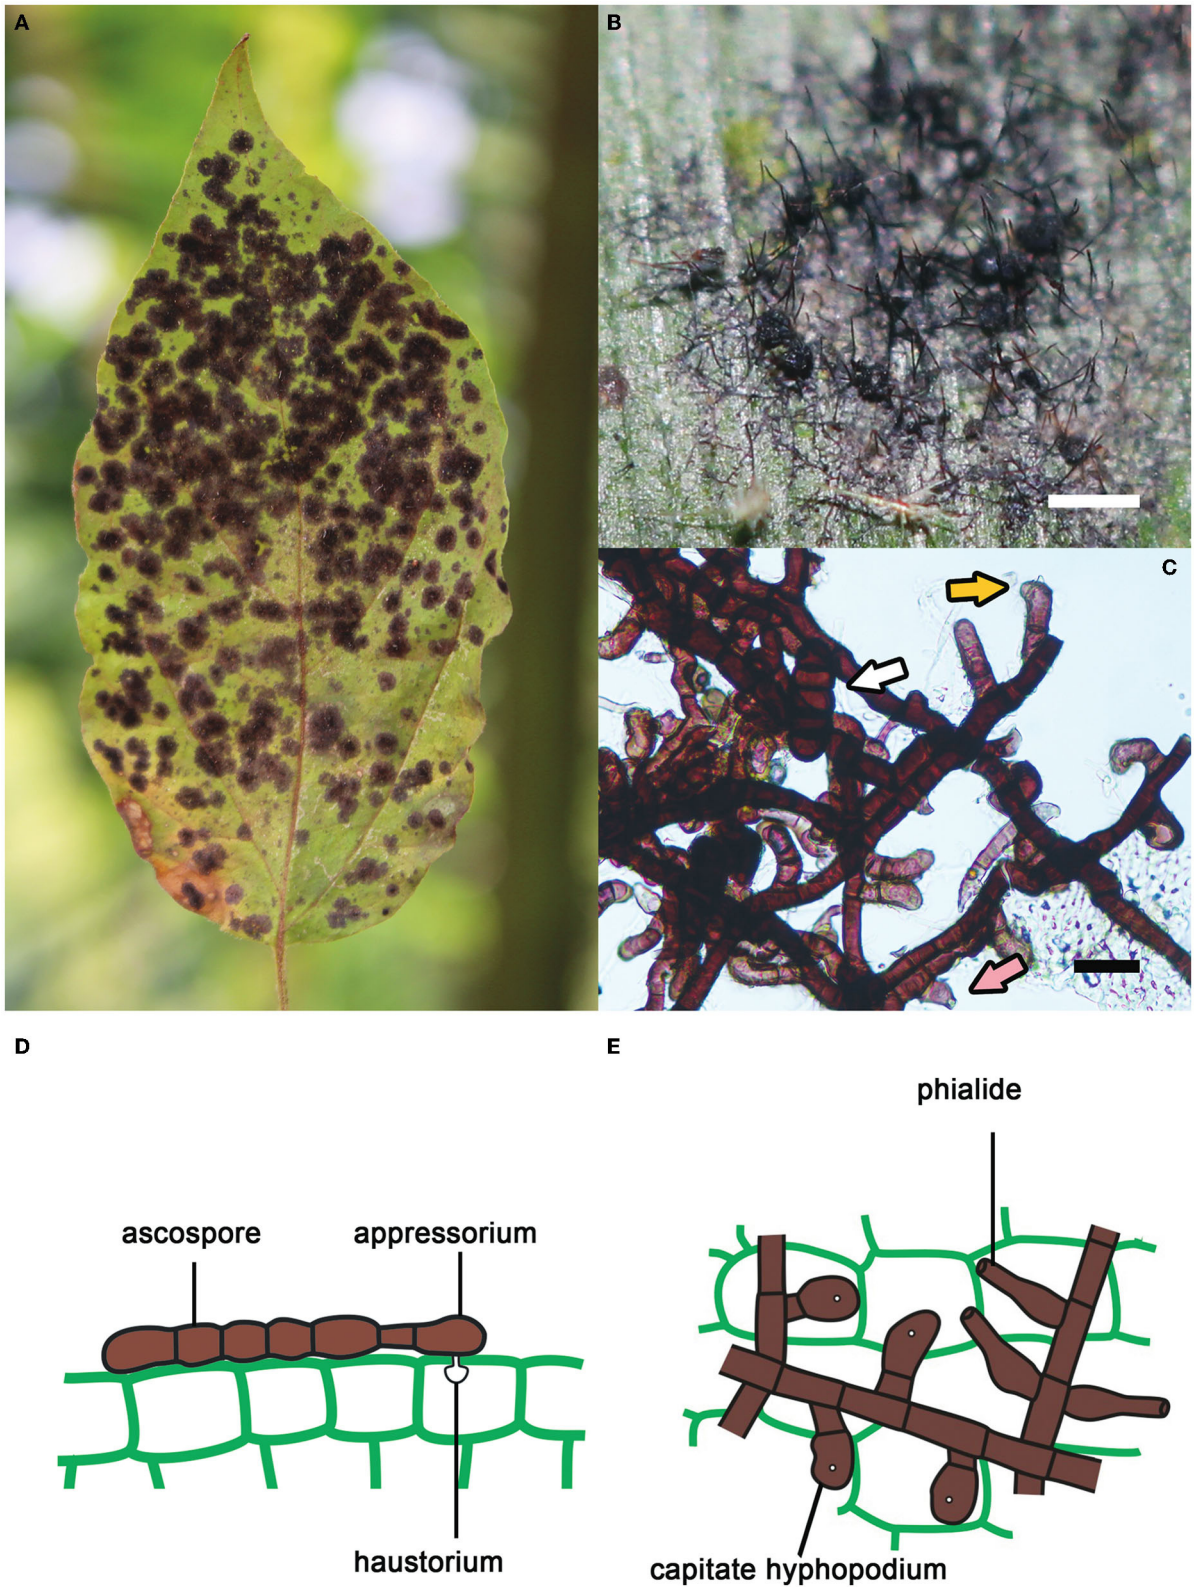 A
B
C
D
E
phialide
ascospore
appressorium
haustorium
capitate hyphopodium